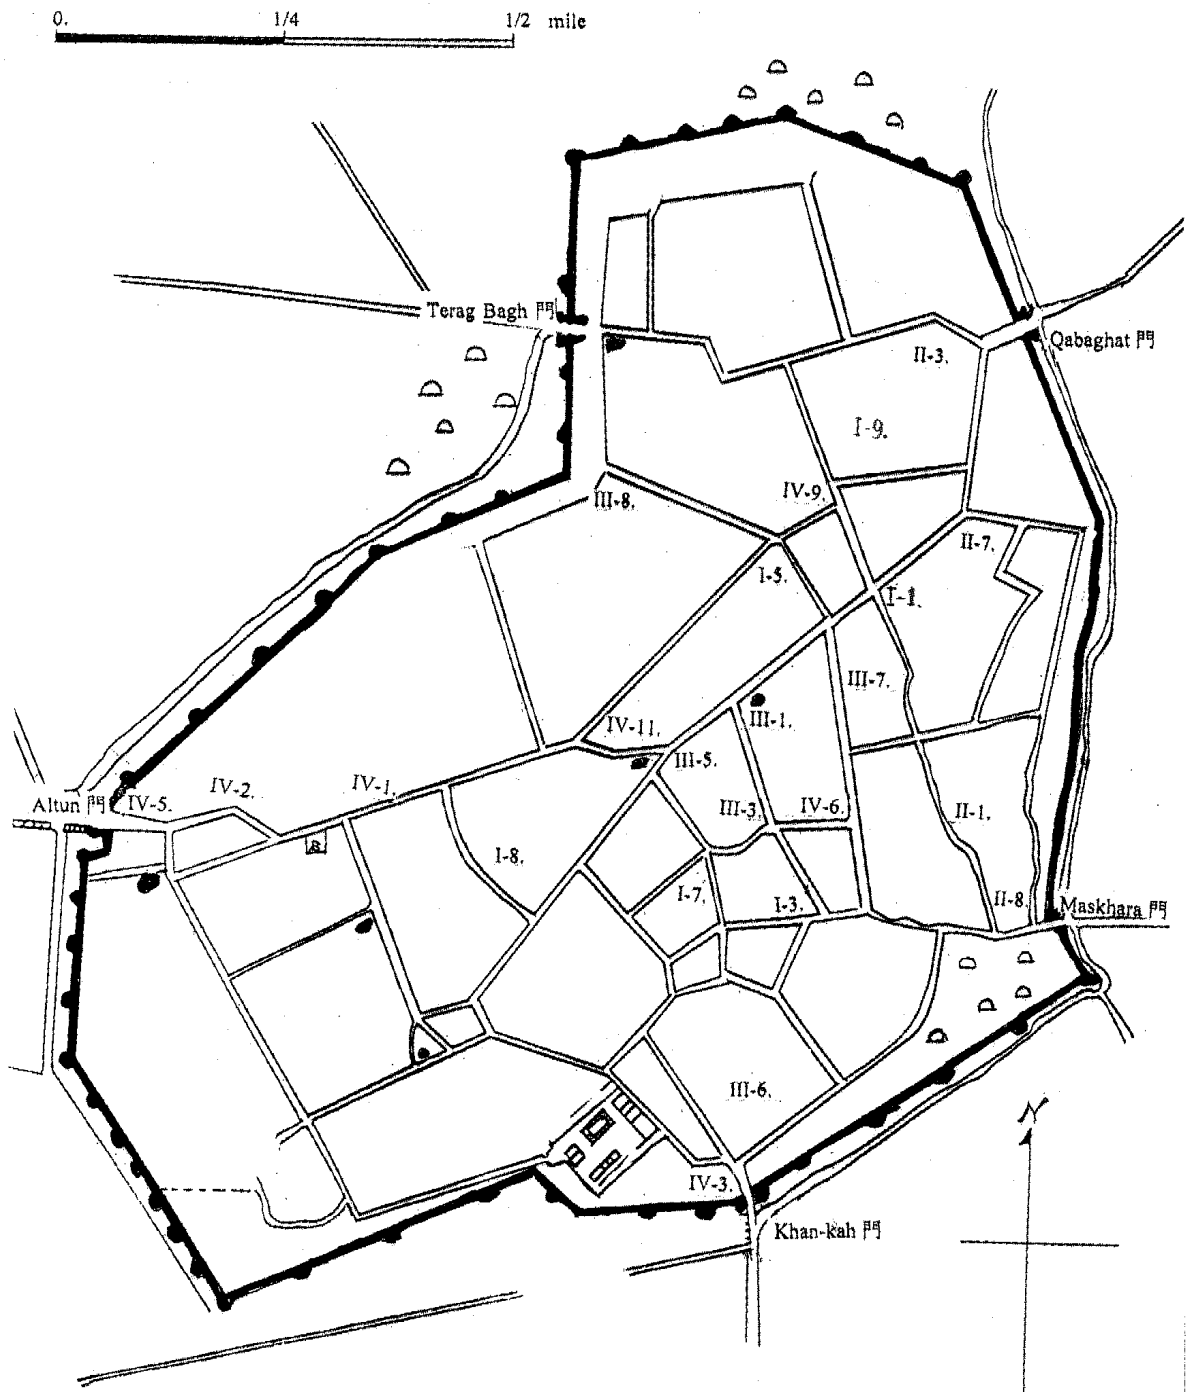 0. 1/4 1/2 mile
Terag Bagh 門
Qabaghat 門
II-3.
I-9.
IV-9.
III-8.
II-7.
I-5.
I-1.
III-7.
III-1.
IV-11.
III-5.
IV-1.
IV-2.
Altun 門
IV-5.
III-3.
IV-6.
II-1.
I-8.
I-7.
I-3.
II-8.
Maskhara 門
III-6.
N
IV-3.
Khan-kah 門